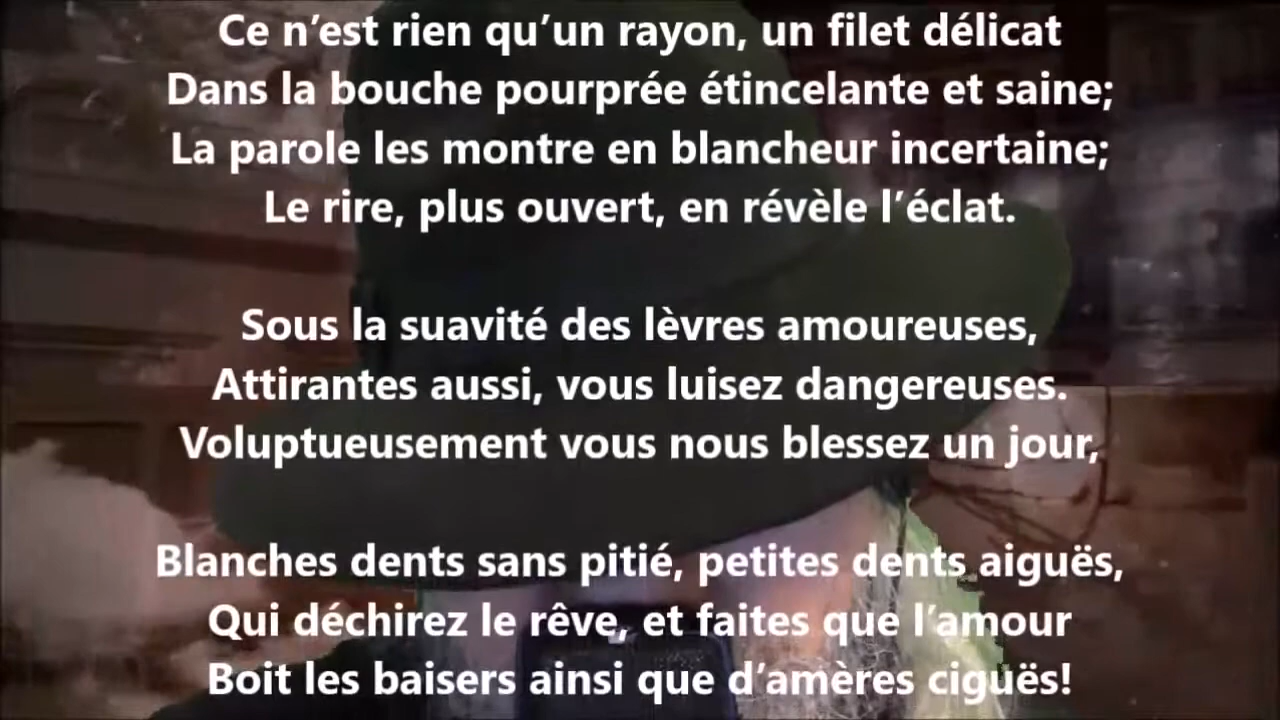 Ce n’est rien qu’un rayon, un filet délicat
Dans la bouche pourprée étincelante et saine;
La parole les montre en blancheur incertaine;
Le rire, plus ouvert, en révèle l’éclat.
Sous la suavité des lèvres amoureuses,
Attirantes aussi, vous luisez dangereuses.
Voluptueusement vous nous blessez un jour,
Blanches dents sans pitié, petites dents aiguës,
Qui déchirez le rêve, et faites que l’amour
Boit les baisers ainsi que d’amères ciguës!